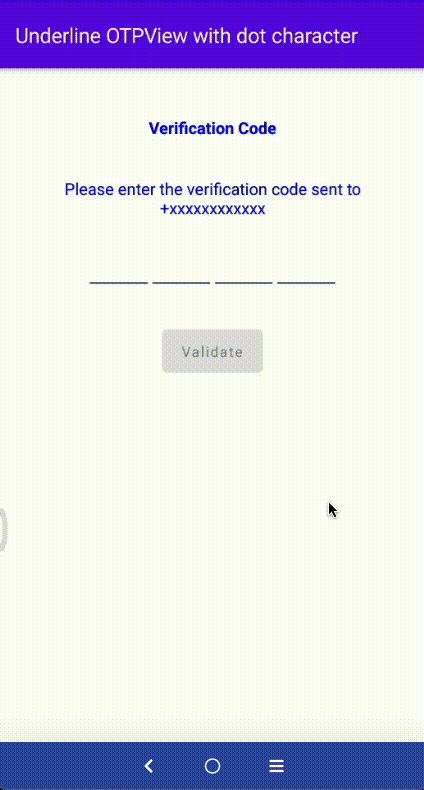 Underline OTPView with dot character
Verification Code
Please enter the verification code sent to
+xxxxxxxxxxxx
Validate